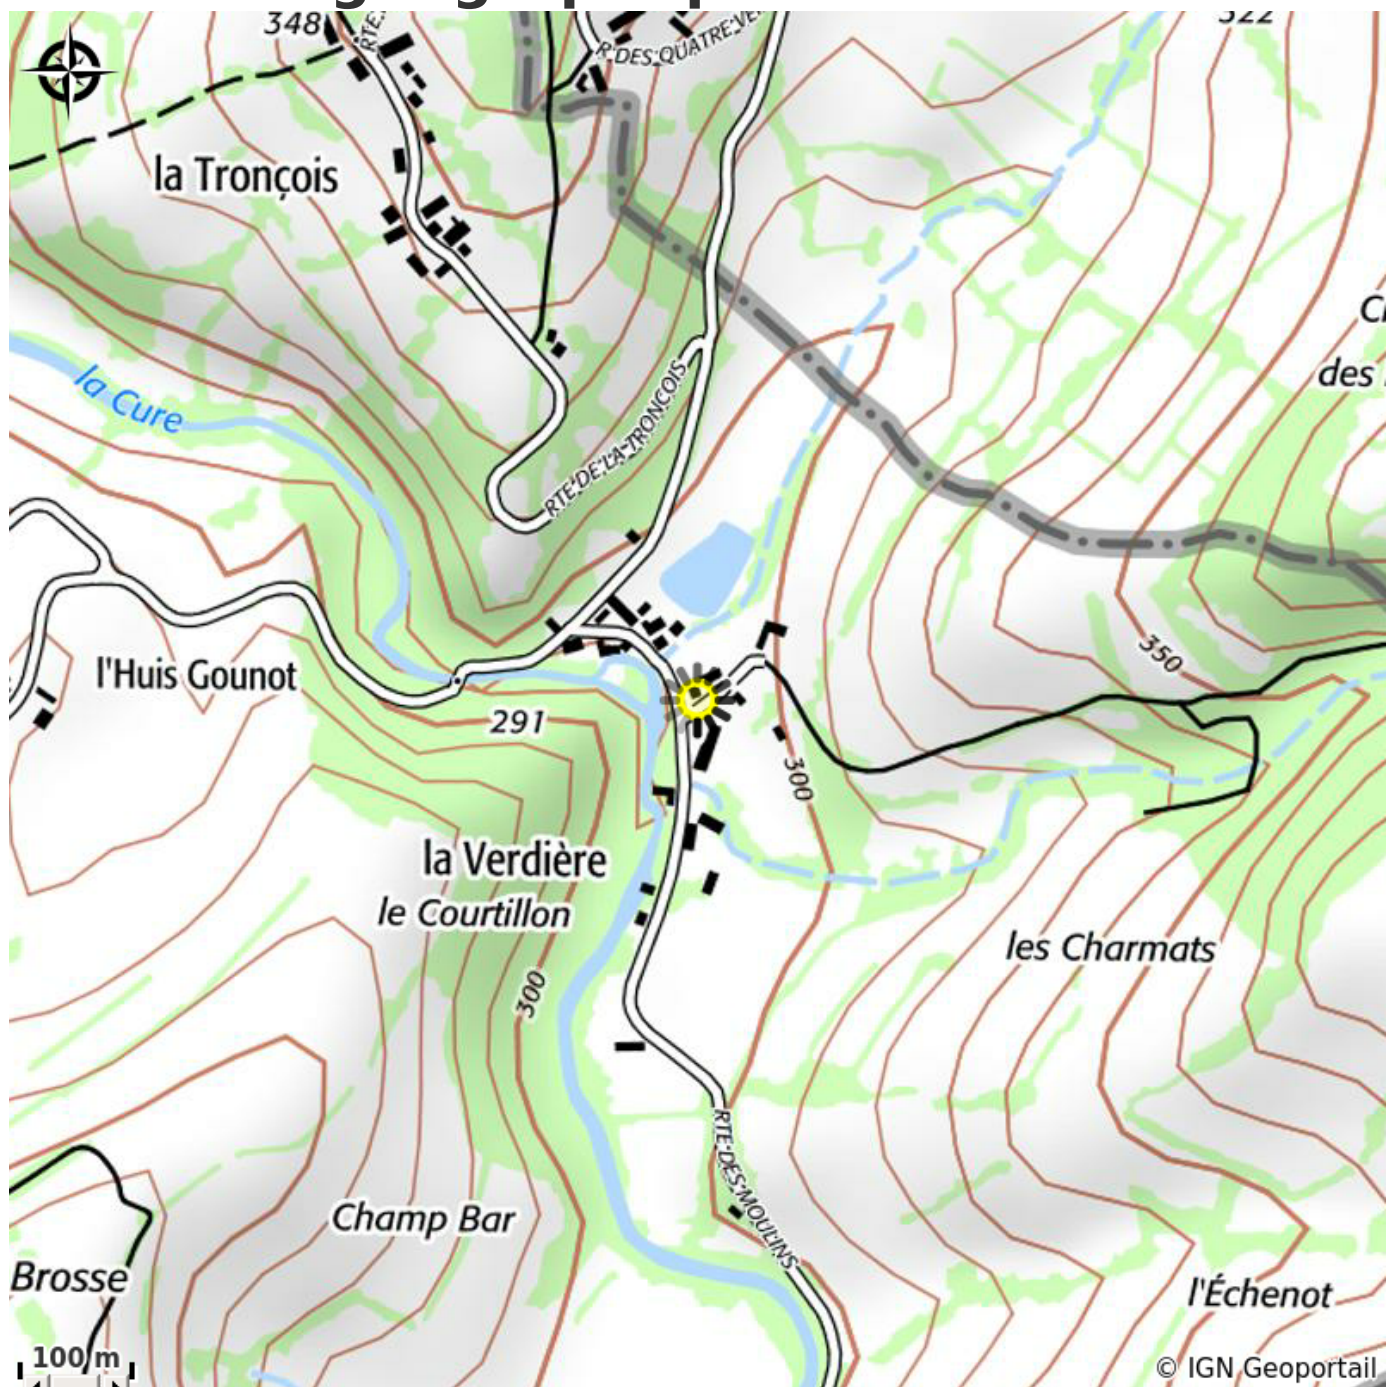 348
RTE
R DES QUATRE VE
322
la Tronçois
la Cure
C
des
RTE DE LA TRONÇOIS
l'Huis Gounot
350
291
300
la Verdière
le Courtillon
les Charmats
300
RTE DES MOULINS
Champ Bar
Brosse
l'Échenot
100 m
© IGN Geoportail